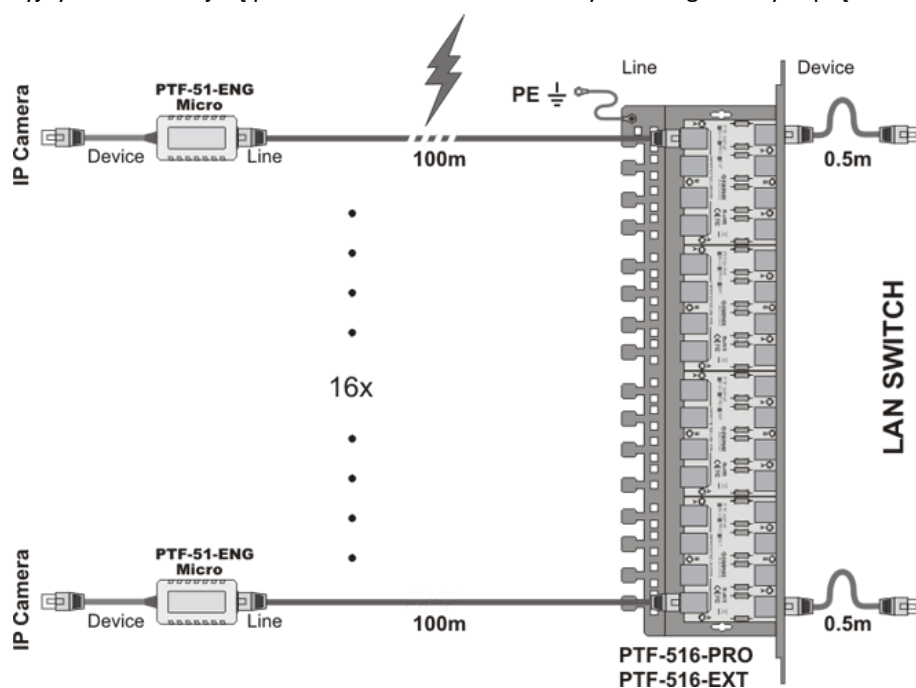 Line
Device
PTF-51-ENG
Micro
PE
IP Camera
Device
Line
100m
0.5m
16x
LAN SWITCH
PTF-51-ENG
Micro
IP Camera
Device
Line
100m
0.5m
PTF-516-PRO
PTF-516-EXT